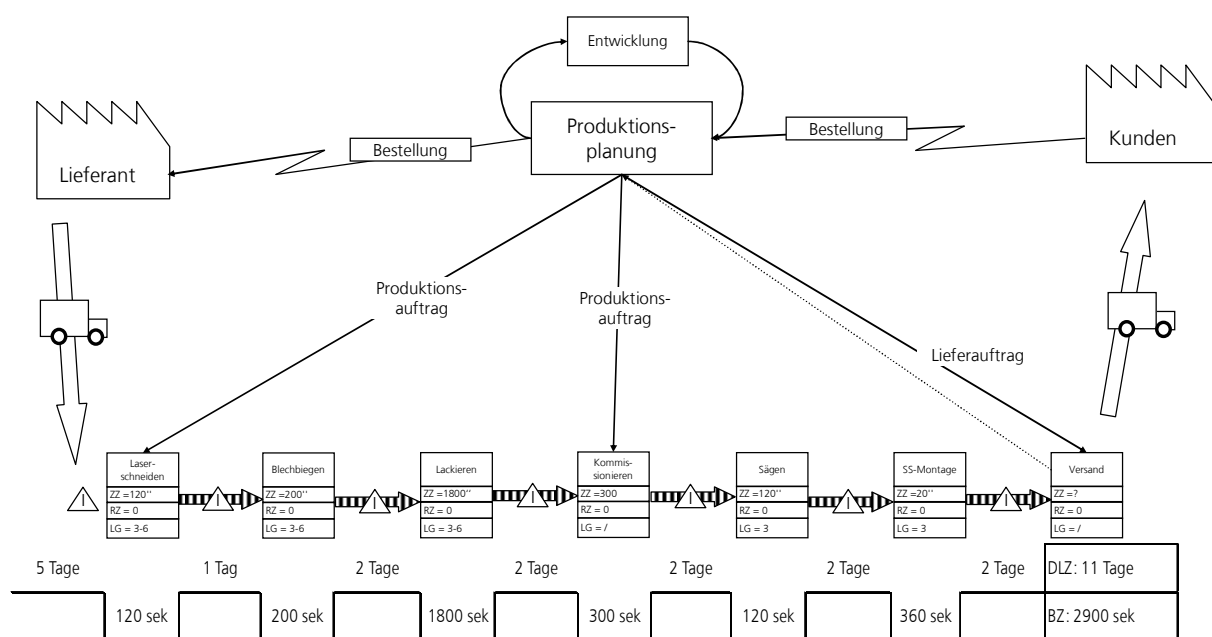 Entwicklung
Produktions-
planung
Bestellung
Bestellung
Lieferant
Kunden
Produktions-
auftrag
Produktions-
auftrag
Lieferauftrag
Laser-
schneiden
ZZ =120''
RZ = 0
LG = 3-6
Blechbiegen
ZZ =200''
RZ = 0
LG = 3-6
Lackieren
ZZ =1800''
RZ = 0
LG = 3-6
Kommis-
sionieren
ZZ =300
RZ = 0
LG = /
Sägen
ZZ =120''
RZ = 0
LG = 3
SS-Montage
ZZ =20''
RZ = 0
LG = 3
Versand
ZZ =?
RZ = 0
LG = /
I
I
I
I
I
I
I
5 Tage
1 Tag
2 Tage
2 Tage
2 Tage
2 Tage
2 Tage
DLZ: 11 Tage
120 sek
200 sek
1800 sek
300 sek
120 sek
360 sek
BZ: 2900 sek